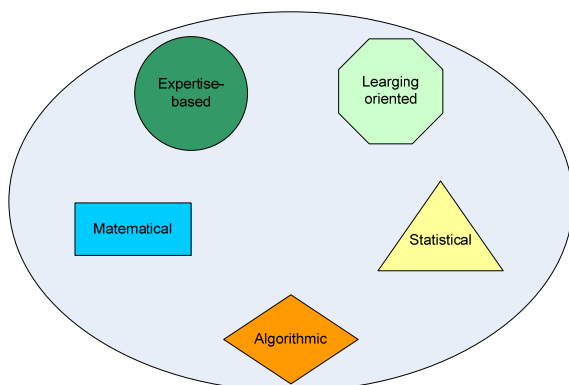 Expertise–
based
Learging
oriented
Matematical
Statistical
Algorithmic